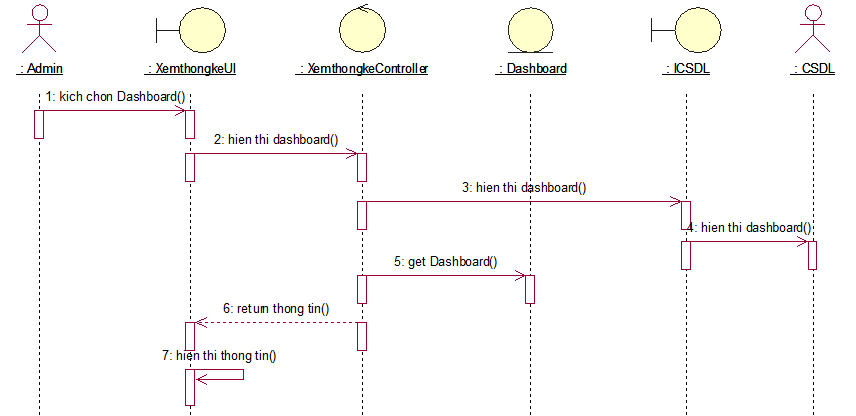 : Admin
: XemthongkeUI
: XemthongkeController
: Dashboard
: ICSDL
: CSDL
1: kich chon Dashboard()
2: hien thi dashboard()
3: hien thi dashboard()
4: hien thi dashboard()
5: get Dashboard()
6: return thong tin()
7: hien thi thong tin()